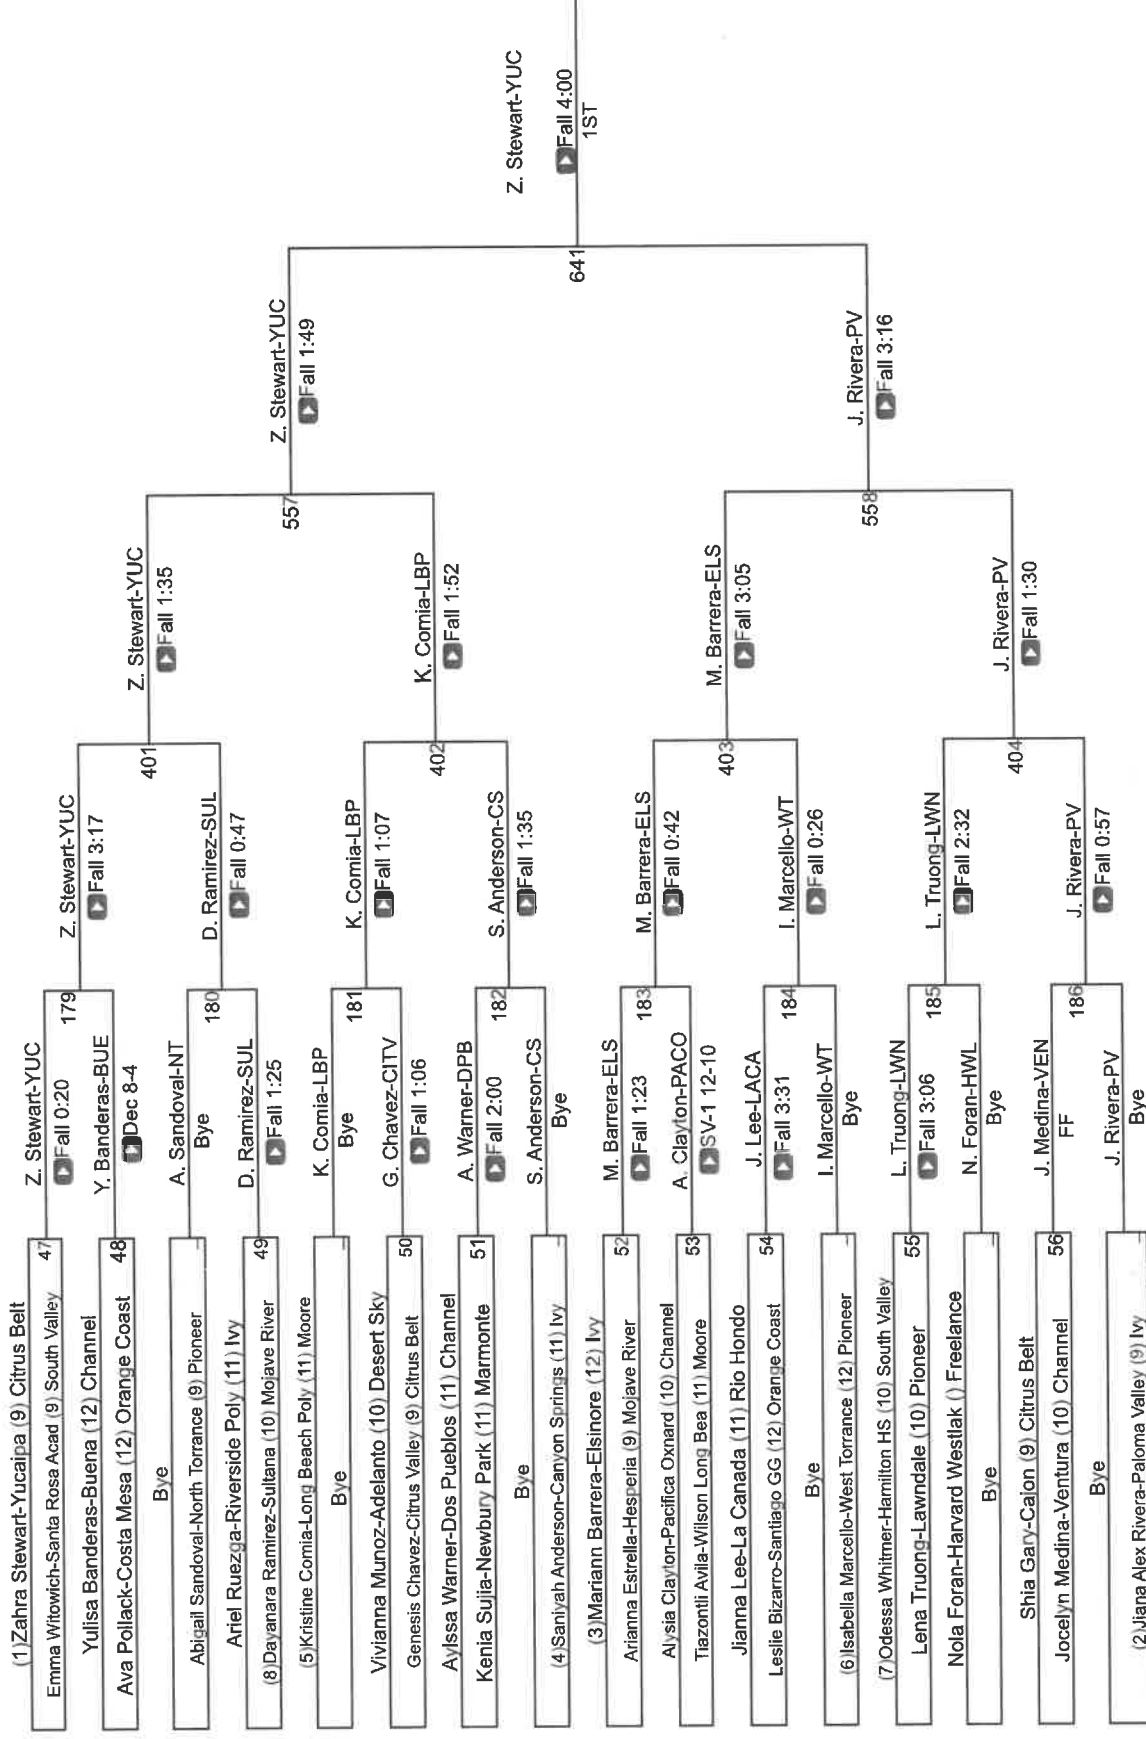 (1)Zahra Stewart-Yucaipa (9) Citrus Belt
47
Emma Witowich-Santa Rosa Acad (9) South Valley
Yulisa Banderas-Buena (12) Channel
48
Ava Pollack-Costa Mesa (12) Orange Coast
Bye
Abigail Sandoval-North Torrance (9) Pioneer
Ariel Ruezga-Riverside Poly (11) Ivy
49
(8)Dayanara Ramirez-Sultana (10) Mojave River
(5)Kristine Comia-Long Beach Poly (11) Moore
Bye
Vivianna Munoz-Adelanto (10) Desert Sky
50
Genesis Chavez-Citrus Valley (9) Citrus Belt
Aylssa Warner-Dos Pueblos (11) Channel
51
Kenia Sujia-Newbury Park (11) Marmonte
Bye
(4)Saniyah Anderson-Canyon Springs (11) Ivy
(3)Mariann Barrera-Elsinore (12) Ivy
52
Arianna Estrella-Hesperia (9) Mojave River
Alysia Clayton-Pacifica Oxnard (10) Channel
53
Tiazontli Avila-Wilson Long Bea (11) Moore
Jianna Lee-La Canada (11) Rio Hondo
54
Leslie Bizarro-Santiago GG (12) Orange Coast
Bye
(6)Isabella Marcello-West Torrance (12) Pioneer
(7)Odessa Whitmer-Hamilton HS (10) South Valley
55
Lena Truong-Lawndale (10) Pioneer
Nola Foran-Harvard Westlak () Freelance
Bye
Shia Gary-Cajon (9) Citrus Belt
56
Jocelyn Medina-Ventura (10) Channel
Bye
(2)Jiana Alex Rivera-Paloma Valley (9) Ivy
Z. Stewart-YUC
Fall 0:20
179
Y. Banderas-BUE
Dec 8-4
A. Sandoval-NT
Bye
180
D. Ramirez-SUL
Fall 1:25
K. Comia-LBP
Bye
181
G. Chavez-CITV
Fall 1:06
A. Warner-DPB
Fall 2:00
182
S. Anderson-CS
Bye
M. Barrera-ELS
Fall 1:23
183
A. Clayton-PACO
SV-1 12-10
J. Lee-LACA
Fall 3:31
184
I. Marcello-WT
Bye
L. Truong-LWN
Fall 3:06
185
N. Foran-HWL
Bye
J. Medina-VEN
FF
186
J. Rivera-PV
Bye
Z. Stewart-YUC
Fall 3:17
401
D. Ramirez-SUL
Fall 0:47
K. Comia-LBP
Fall 1:07
402
S. Anderson-CS
Fall 1:35
M. Barrera-ELS
Fall 0:42
403
I. Marcello-WT
Fall 0:26
L. Truong-LWN
Fall 2:32
404
J. Rivera-PV
Fall 0:57
Z. Stewart-YUC
Fall 1:35
557
K. Comia-LBP
Fall 1:52
M. Barrera-ELS
Fall 3:05
558
J. Rivera-PV
Fall 1:30
Z. Stewart-YUC
Fall 1:49
641
J. Rivera-PV
Fall 3:16
Z. Stewart-YUC
Fall 4:00
1ST